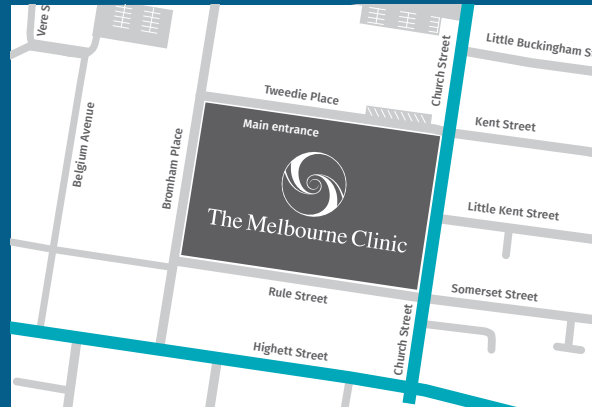 Vere S
Little Buckingham S
Church Street
Tweedie Place
Kent Street
Main entrance
Belgium Avenue
Bromham Place
The Melbourne Clinic
Little Kent Street
Rule Street
Somerset Street
Church Street
Highett Street